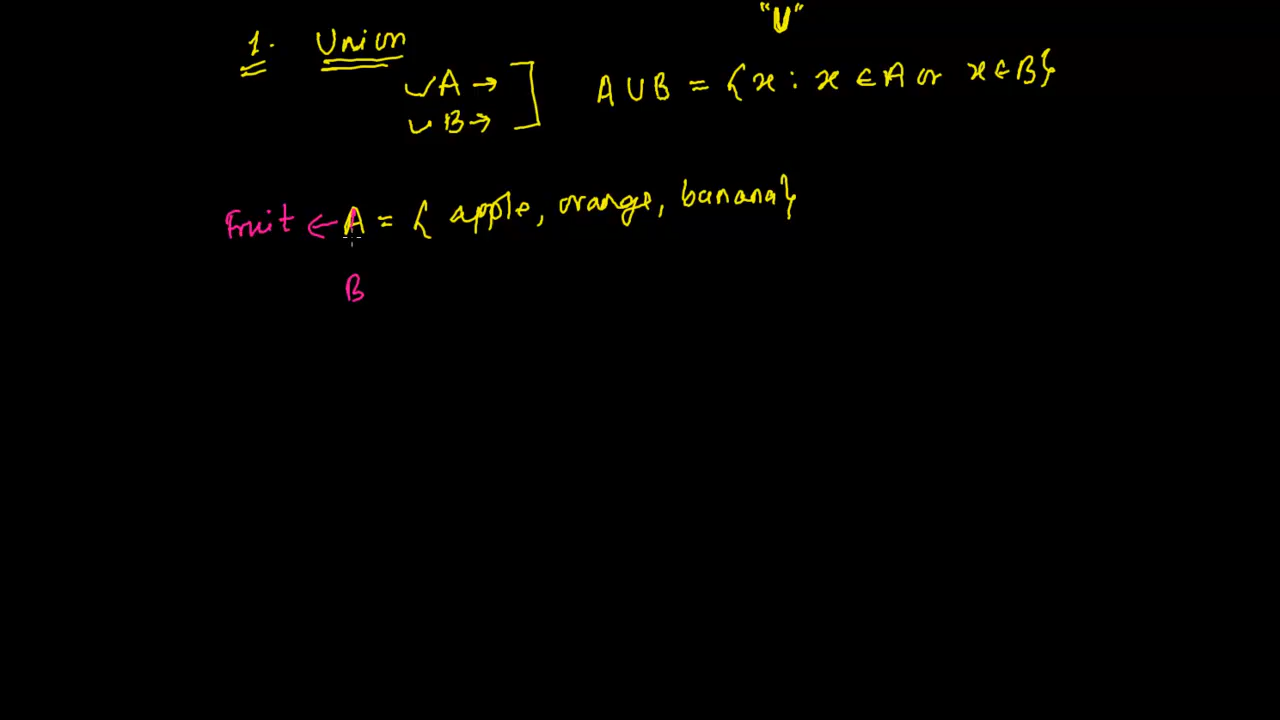 "U"
1. Union
A →
B →
A ∪ B = {x : x ∈ A or x ∈ B}
Fruit ← A = { apple, orange, banana}
B